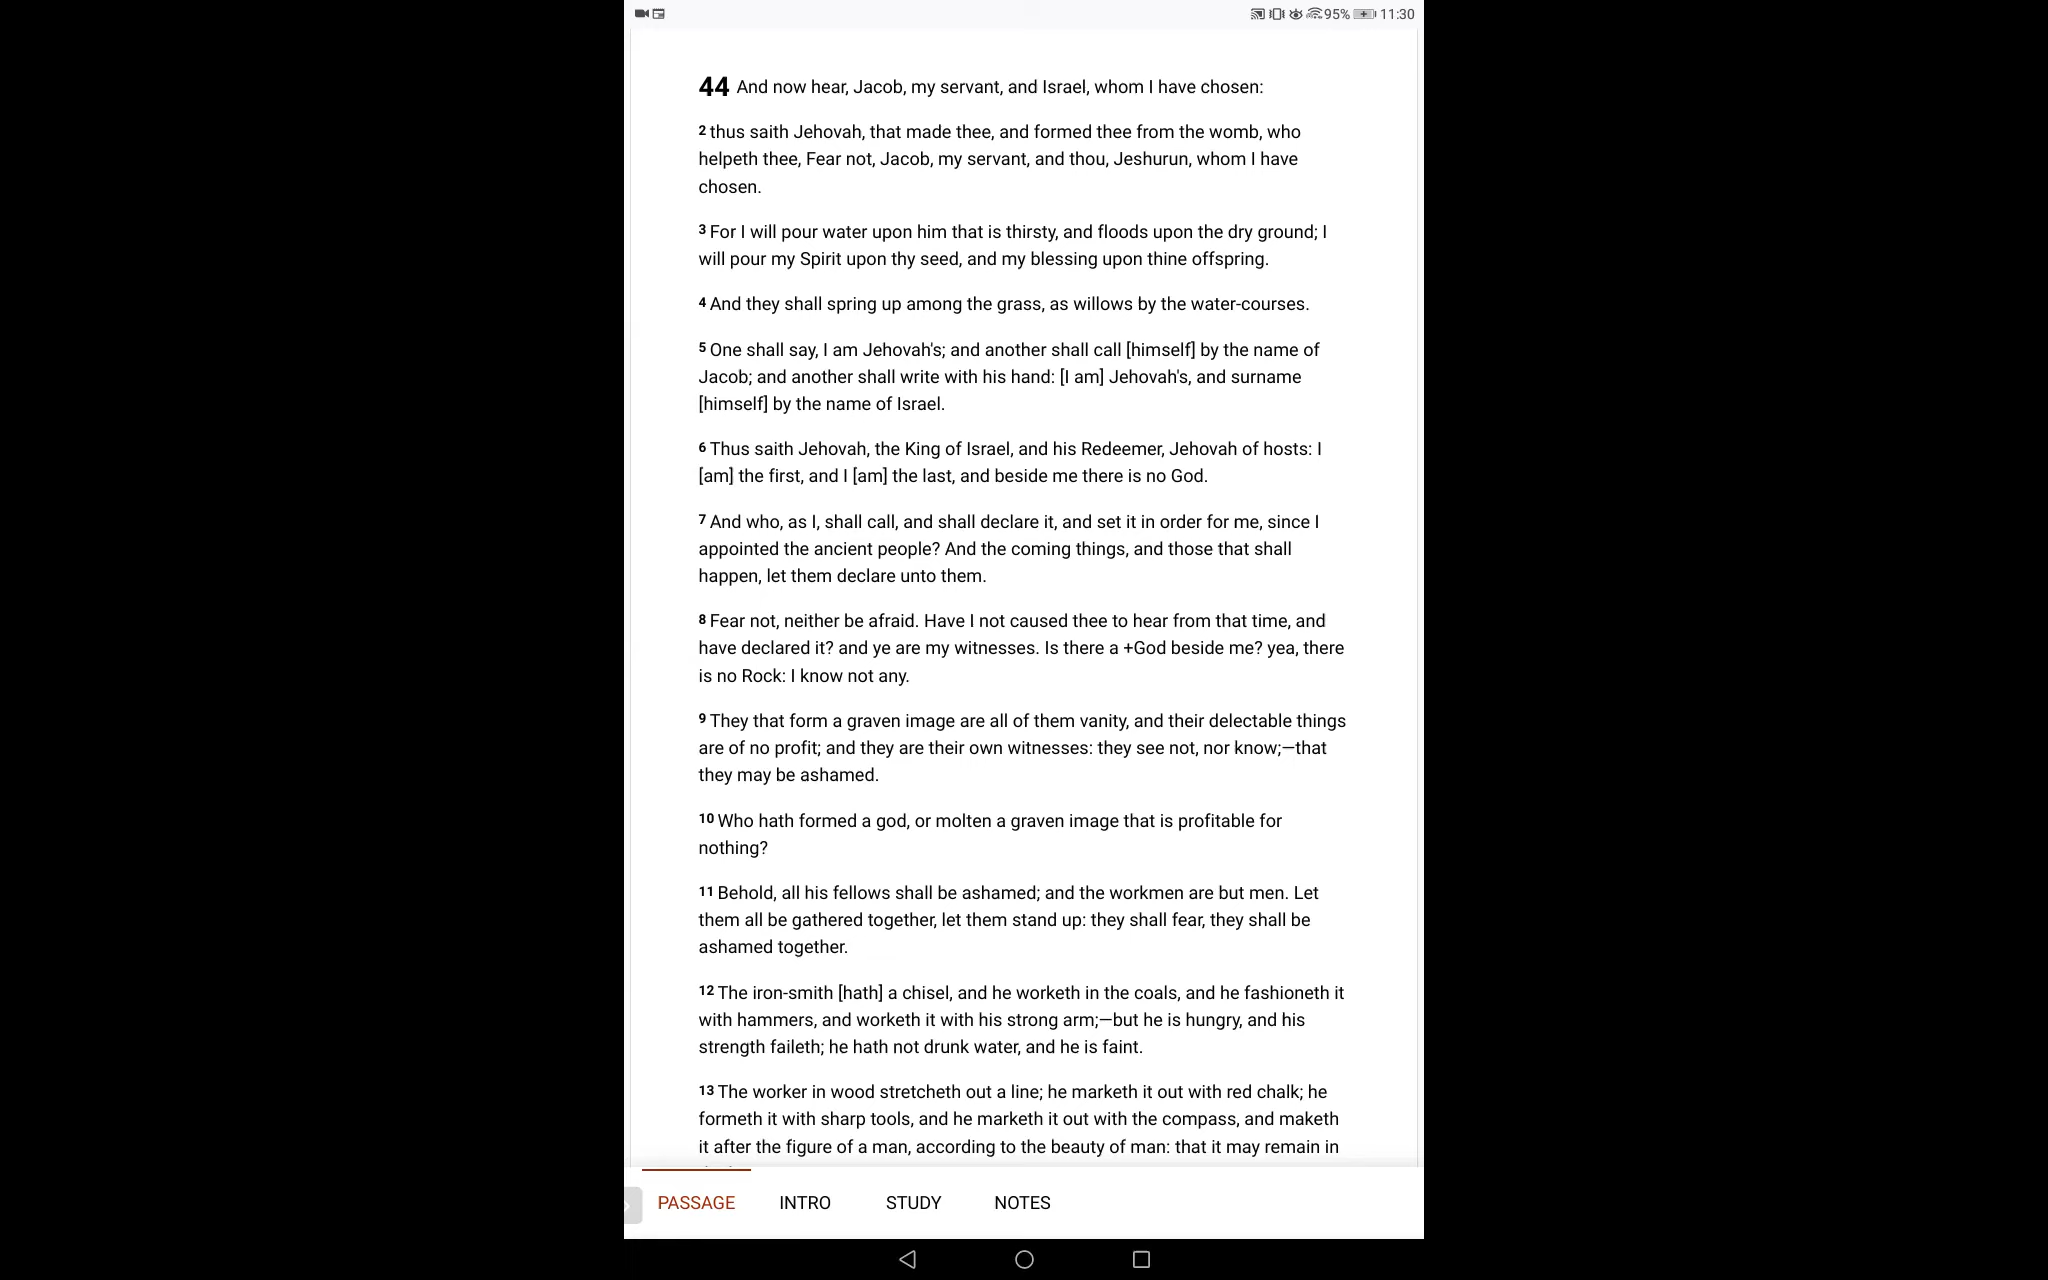 95% 11:30
44 And now hear, Jacob, my servant, and Israel, whom I have chosen:
2 thus saith Jehovah, that made thee, and formed thee from the womb, who
helpeth thee, Fear not, Jacob, my servant, and thou, Jeshurun, whom I have
chosen.
3 For I will pour water upon him that is thirsty, and floods upon the dry ground; I
will pour my Spirit upon thy seed, and my blessing upon thine offspring.
4 And they shall spring up among the grass, as willows by the water-courses.
5 One shall say, I am Jehovah's; and another shall call [himself] by the name of
Jacob; and another shall write with his hand: [I am] Jehovah's, and surname
[himself] by the name of Israel.
6 Thus saith Jehovah, the King of Israel, and his Redeemer, Jehovah of hosts: I
[am] the first, and I [am] the last, and beside me there is no God.
7 And who, as I, shall call, and shall declare it, and set it in order for me, since I
appointed the ancient people? And the coming things, and those that shall
happen, let them declare unto them.
8 Fear not, neither be afraid. Have I not caused thee to hear from that time, and
have declared it? and ye are my witnesses. Is there a +God beside me? yea, there
is no Rock: I know not any.
9 They that form a graven image are all of them vanity, and their delectable things
are of no profit; and they are their own witnesses: they see not, nor know;—that
they may be ashamed.
10 Who hath formed a god, or molten a graven image that is profitable for
nothing?
11 Behold, all his fellows shall be ashamed; and the workmen are but men. Let
them all be gathered together, let them stand up: they shall fear, they shall be
ashamed together.
12 The iron-smith [hath] a chisel, and he worketh in the coals, and he fashioneth it
with hammers, and worketh it with his strong arm;—but he is hungry, and his
strength faileth; he hath not drunk water, and he is faint.
13 The worker in wood stretcheth out a line; he marketh it out with red chalk; he
formeth it with sharp tools, and he marketh it out with the compass, and maketh
it after the figure of a man, according to the beauty of man: that it may remain in
PASSAGE INTRO STUDY NOTES